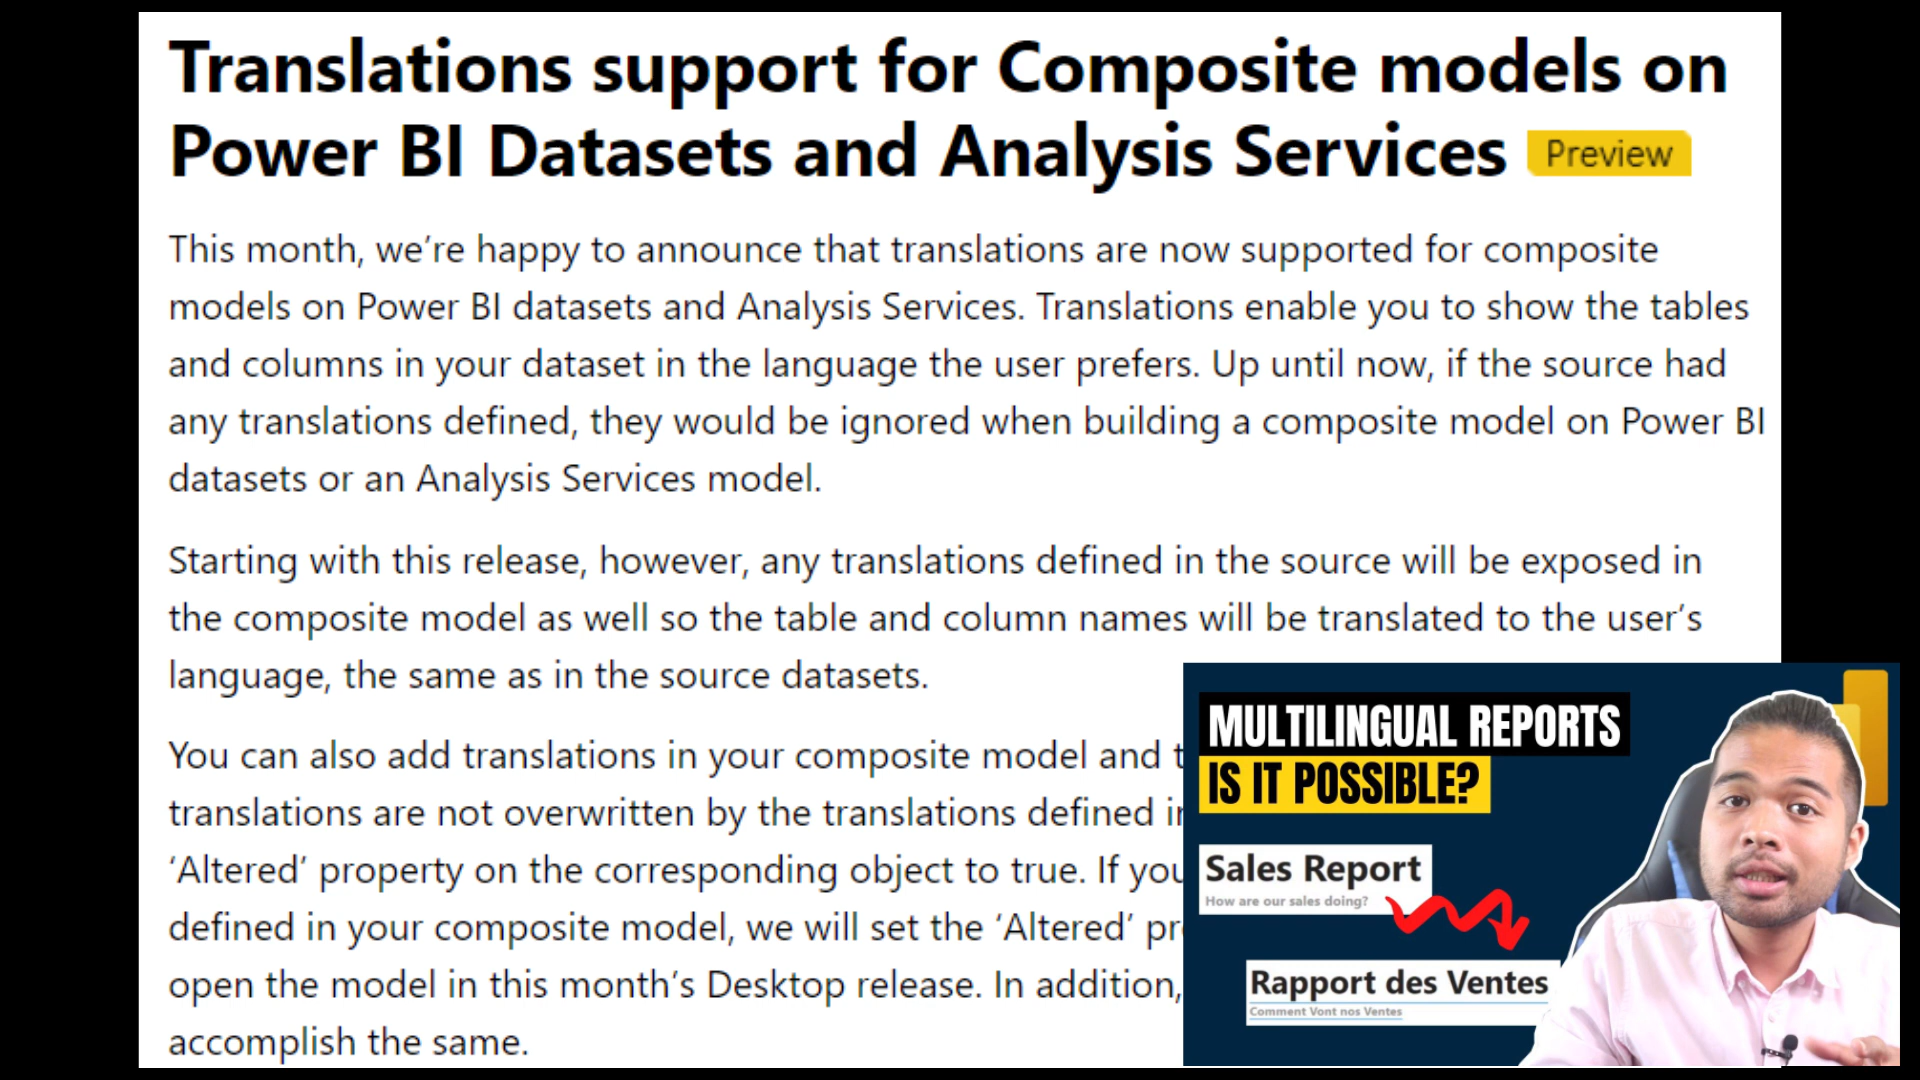 Translations support for Composite models on
Power BI Datasets and Analysis Services Preview
This month, we’re happy to announce that translations are now supported for composite
models on Power BI datasets and Analysis Services. Translations enable you to show the tables
and columns in your dataset in the language the user prefers. Up until now, if the source had
any translations defined, they would be ignored when building a composite model on Power BI
datasets or an Analysis Services model.
Starting with this release, however, any translations defined in the source will be exposed in
the composite model as well so the table and column names will be translated to the user’s
language, the same as in the source datasets.
You can also add translations in your composite model and
translations are not overwritten by the translations defined
‘Altered’ property on the corresponding object to true. If you
defined in your composite model, we will set the ‘Altered’
open the model in this month’s Desktop release. In addition,
accomplish the same.
MULTILINGUAL REPORTS
IS IT POSSIBLE?
Sales Report
How are our sales doing?
Rapport des Ventes
Comment Vont nos Ventes